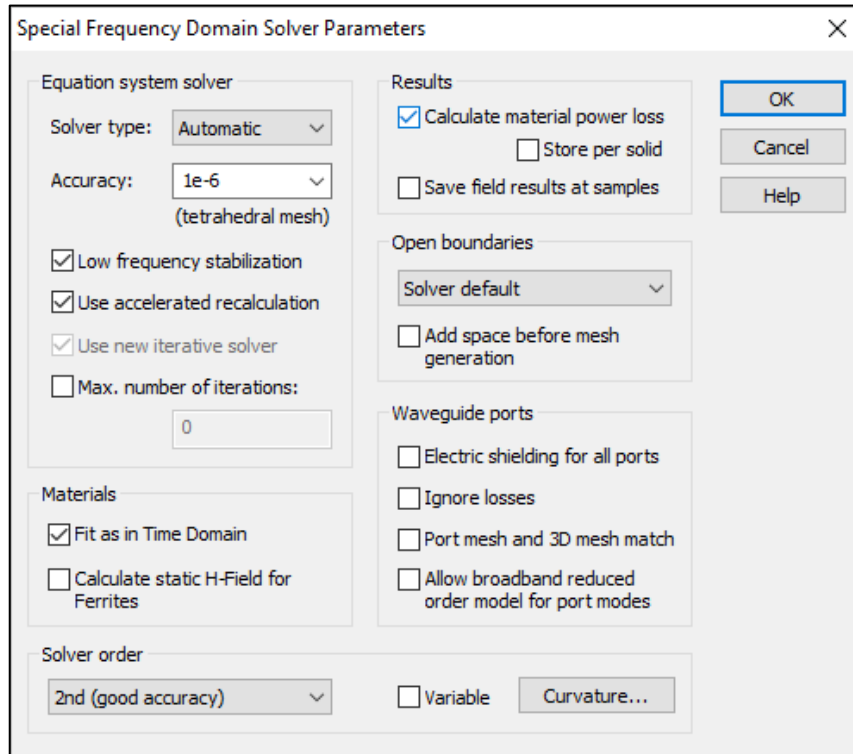 Special Frequency Domain Solver Parameters
Equation system solver
Solver type:
Automatic
Accuracy:
1e-6
(tetrahedral mesh)
Low frequency stabilization
Use accelerated recalculation
Use new iterative solver
Max. number of iterations:
0
Materials
Fit as in Time Domain
Calculate static H-Field for
Ferrites
Results
Calculate material power loss
Store per solid
Save field results at samples
Open boundaries
Solver default
Add space before mesh
generation
Waveguide ports
Electric shielding for all ports
Ignore losses
Port mesh and 3D mesh match
Allow broadband reduced
order model for port modes
Solver order
2nd (good accuracy)
Variable
Curvature...
OK
Cancel
Help